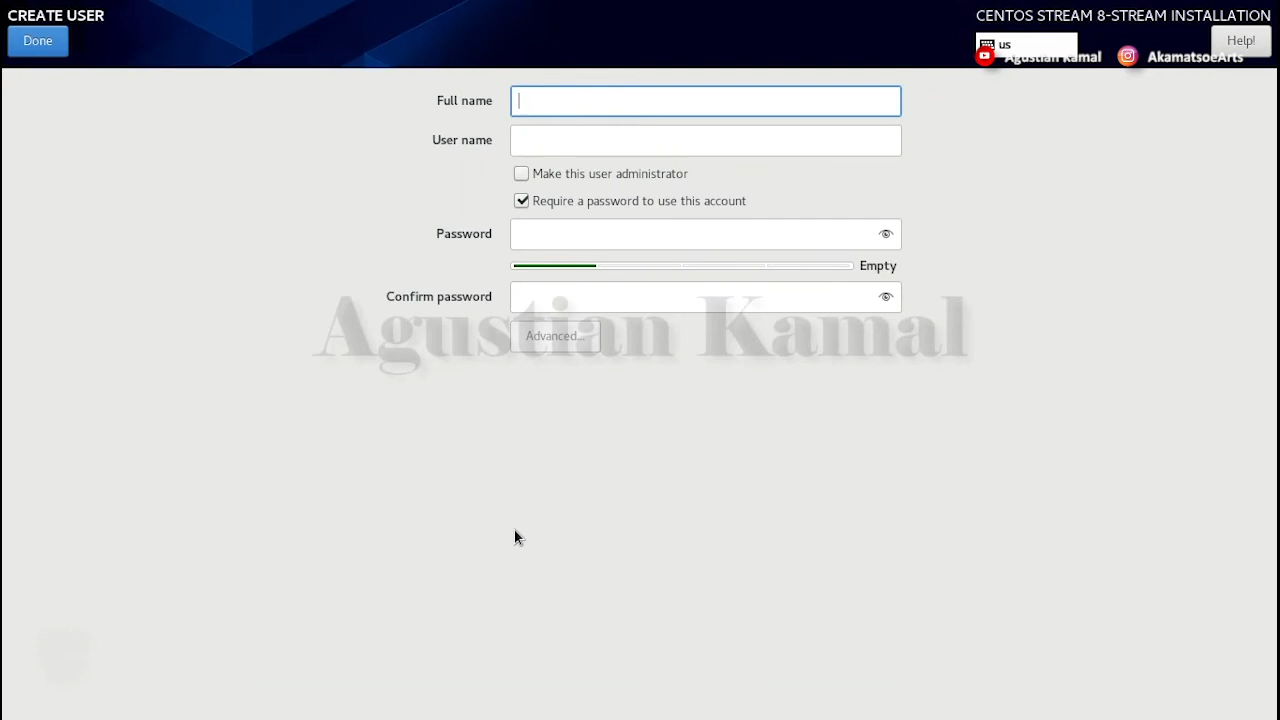 CREATE USER
CENTOS STREAM 8-STREAM INSTALLATION
Done
us
Help!
Agustian Kamal
AkamatsoeArts
Full name
User name
Make this user administrator
Require a password to use this account
Password
Empty
Confirm password
Agustian Kamal
Advanced...